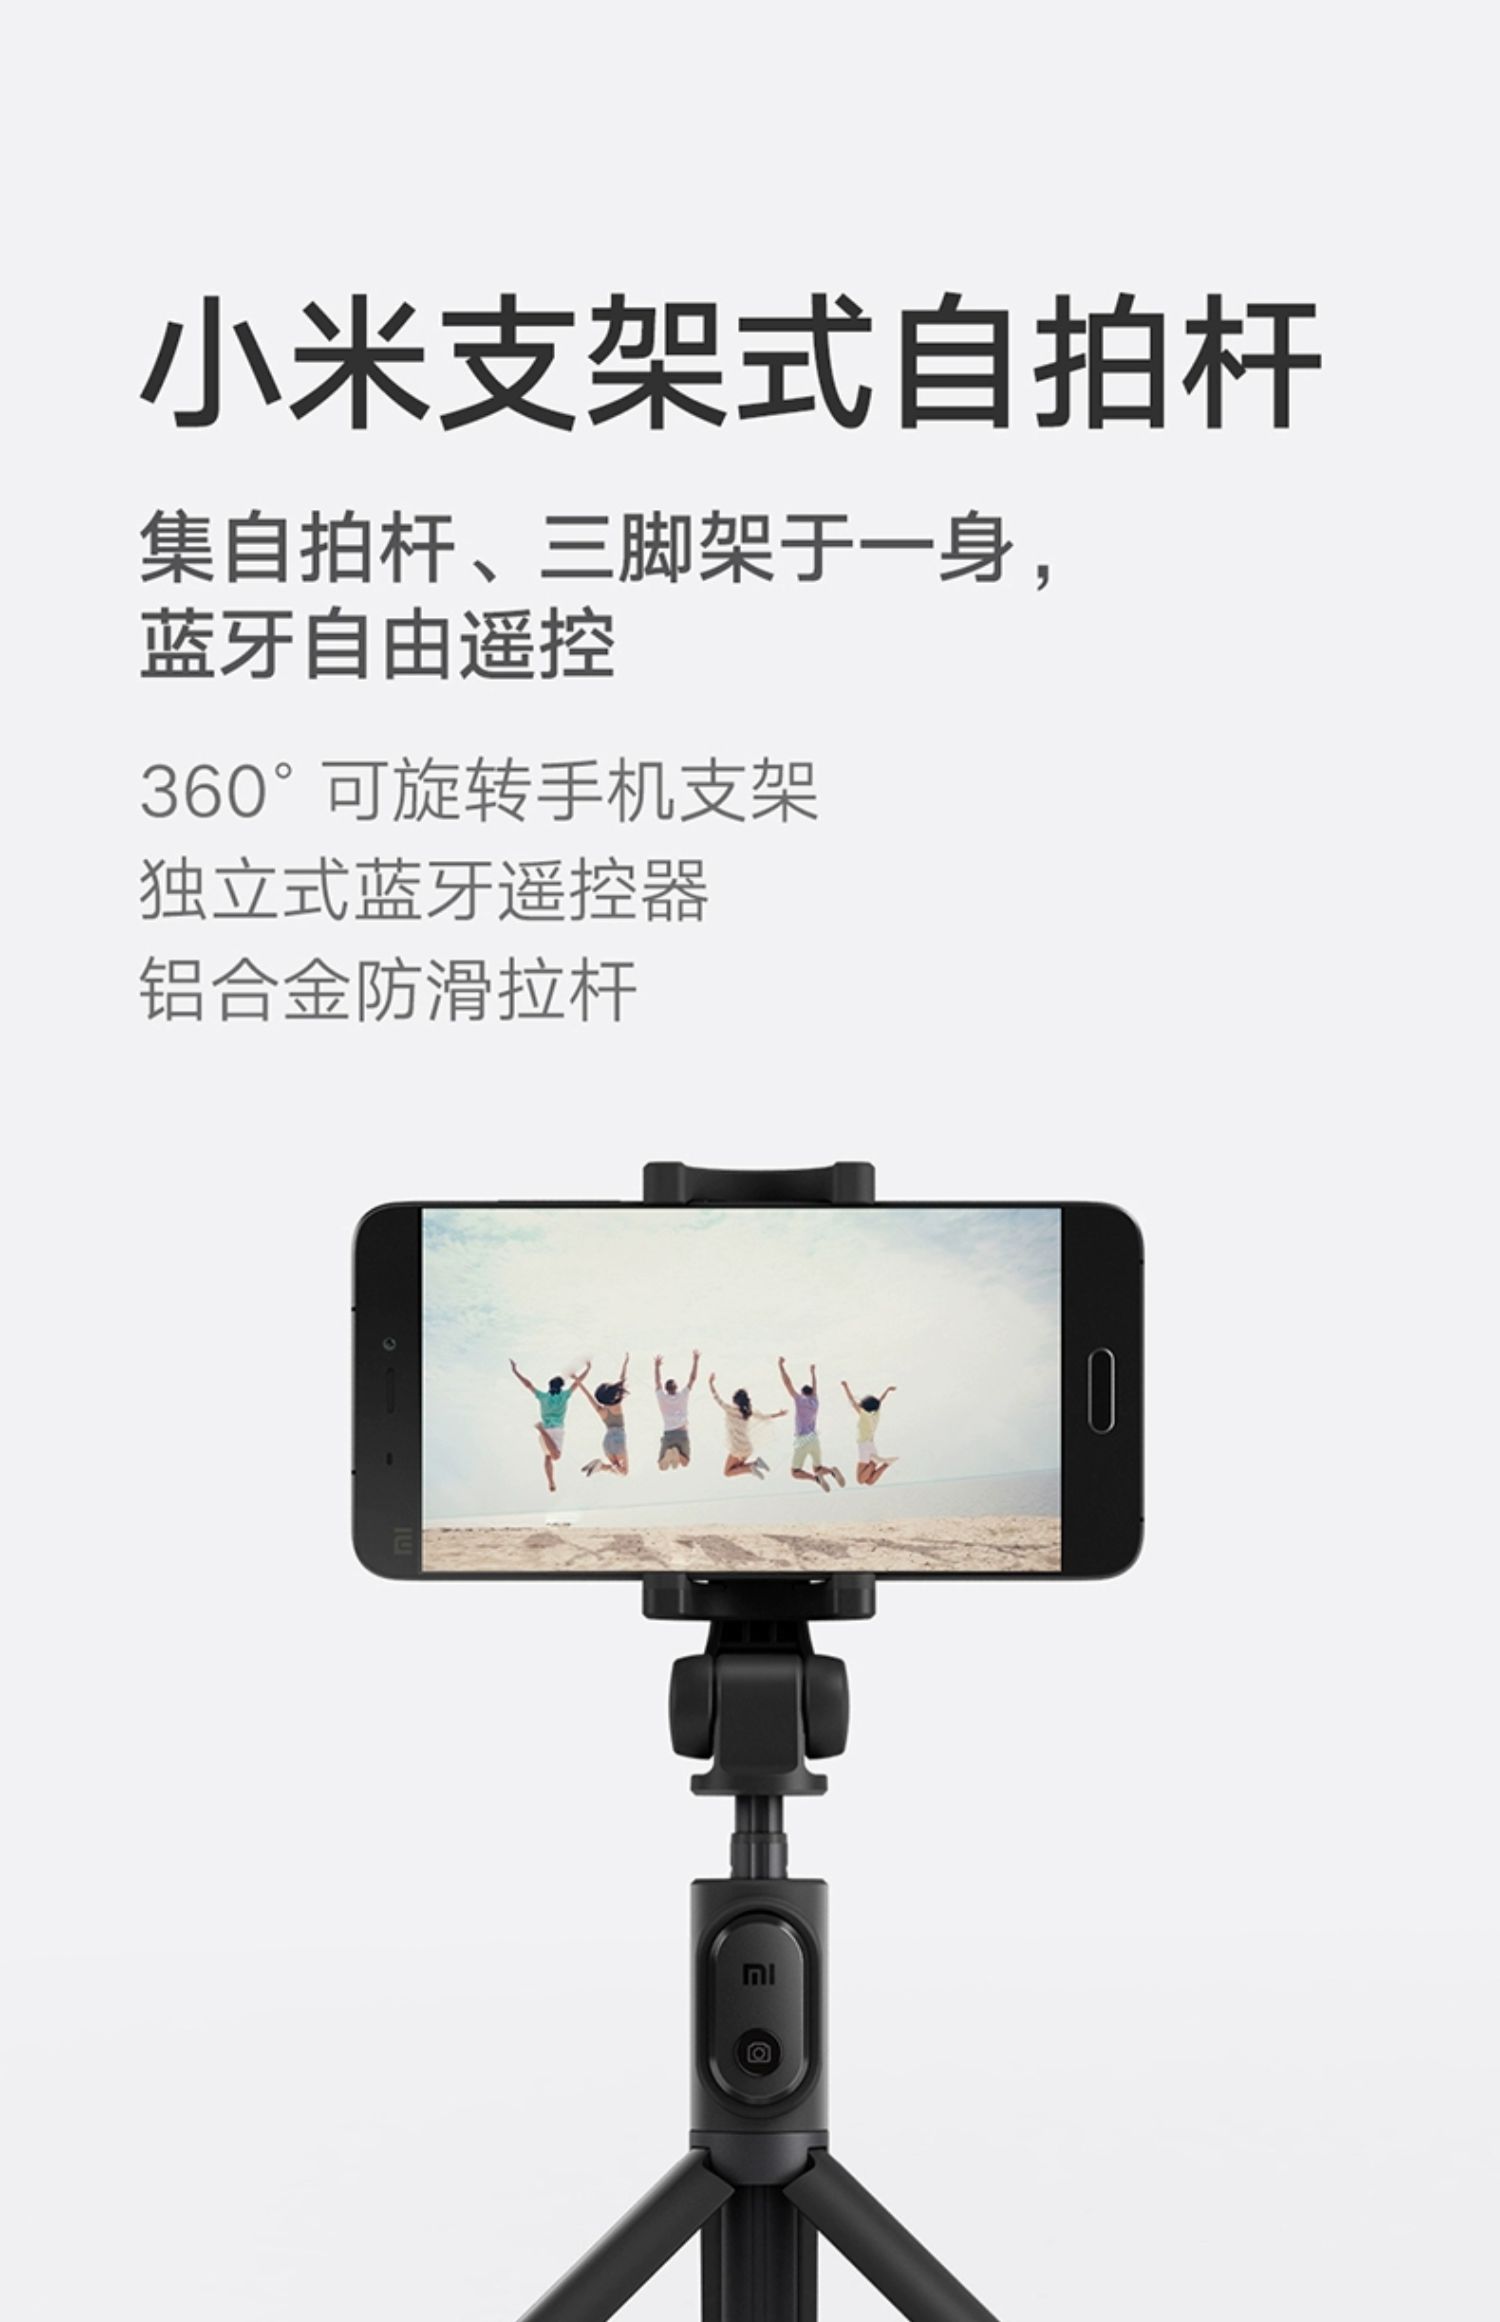 小米支架式自拍杆
集自拍杆、三脚架于一身，
蓝牙自由遥控
360° 可旋转手机支架
独立式蓝牙遥控器
铝合金防滑拉杆
mi
mi